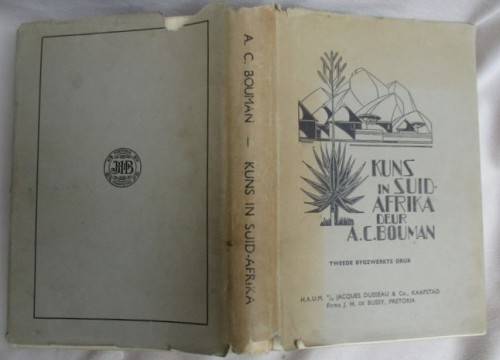 A. C. BOUMAN — KUNS IN SUID-AFRIKA
KUNS
IN SUID-
AFRIKA
DEUR
A.C. BOUMAN
TWEEDE BYGEWERKTE DRUK
H.A.U.M. v/h JACQUES DUSSEAU & Co., KAAPSTAD
Firma J. H. DE BUSSY, PRETORIA